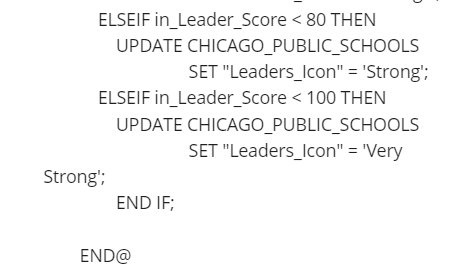 ELSEIF in_Leader_Score < 80 THEN
UPDATE CHICAGO_PUBLIC_SCHOOLS
SET "Leaders_Icon" = 'Strong';
ELSEIF in_Leader_Score < 100 THEN
UPDATE CHICAGO_PUBLIC_SCHOOLS
SET "Leaders_Icon" = 'Very
Strong';
END IF;
END@